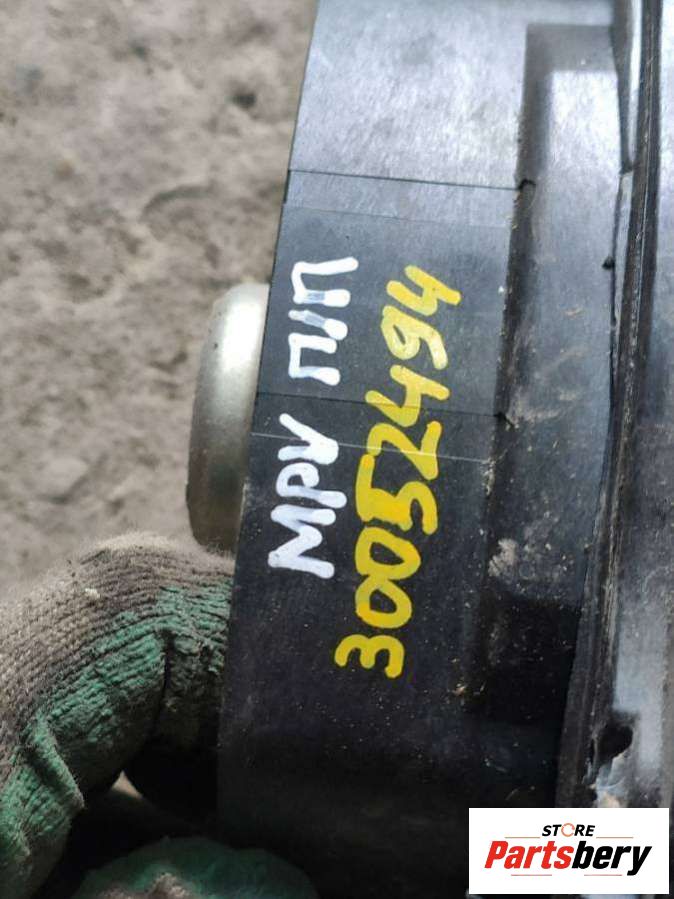 MPV П/П
30052494
STORE
Partsbery